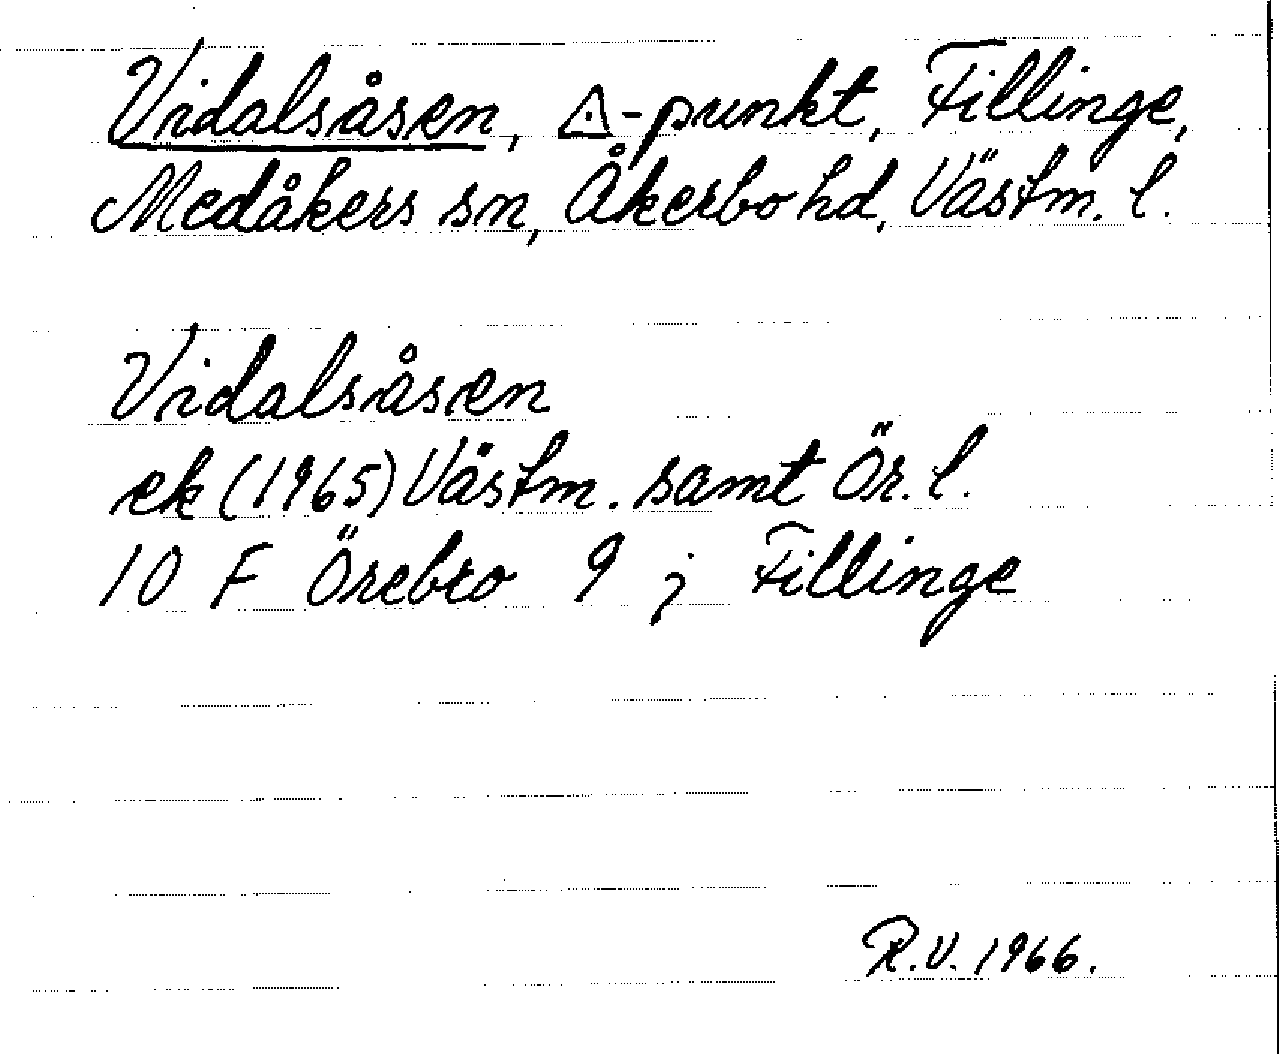 Vidalsåsen, △-punkt, Fillinge,
Medåkers sn, Åkerbo hd, Västm. l.
Vidalsåsen
ek (1965) Västm. samt Ör. l.
10 F Örebro 9 j Fillinge
R.V. 1966.